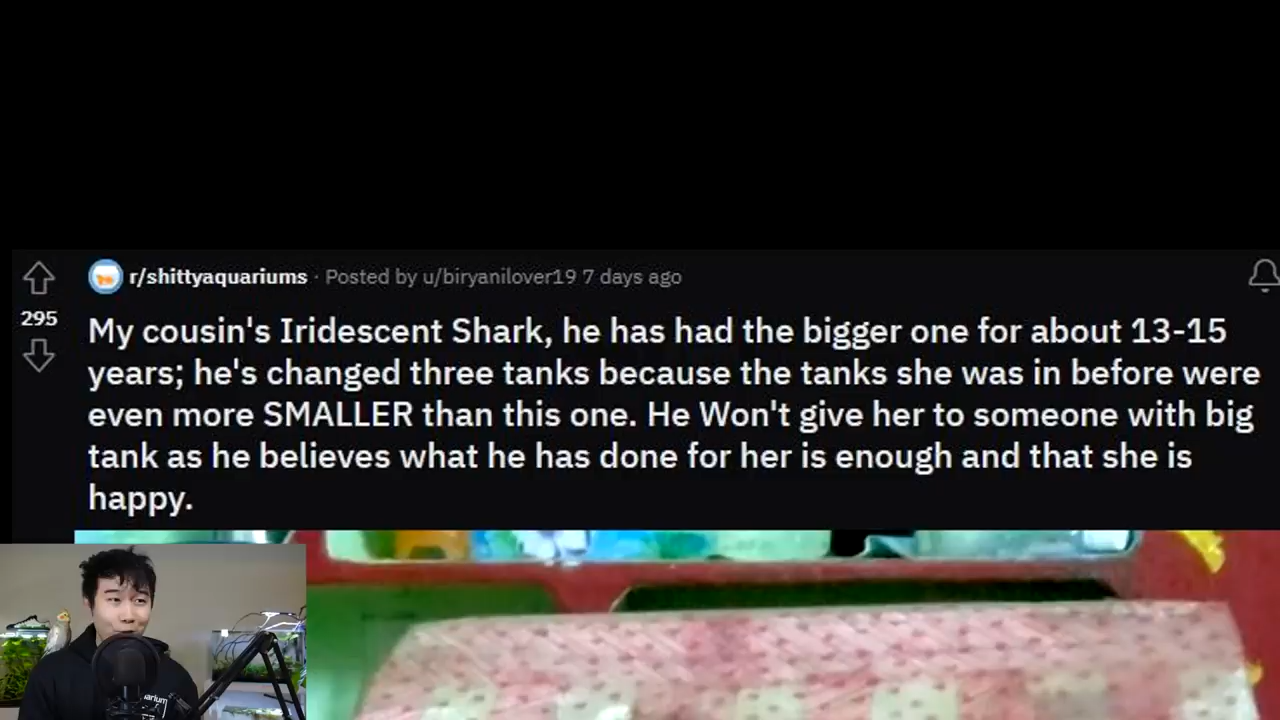 r/shittyaquariums · Posted by u/biryanilover19 7 days ago
295
My cousin's Iridescent Shark, he has had the bigger one for about 13-15
years; he's changed three tanks because the tanks she was in before were
even more SMALLER than this one. He Won't give her to someone with big
tank as he believes what he has done for her is enough and that she is
happy.
arium